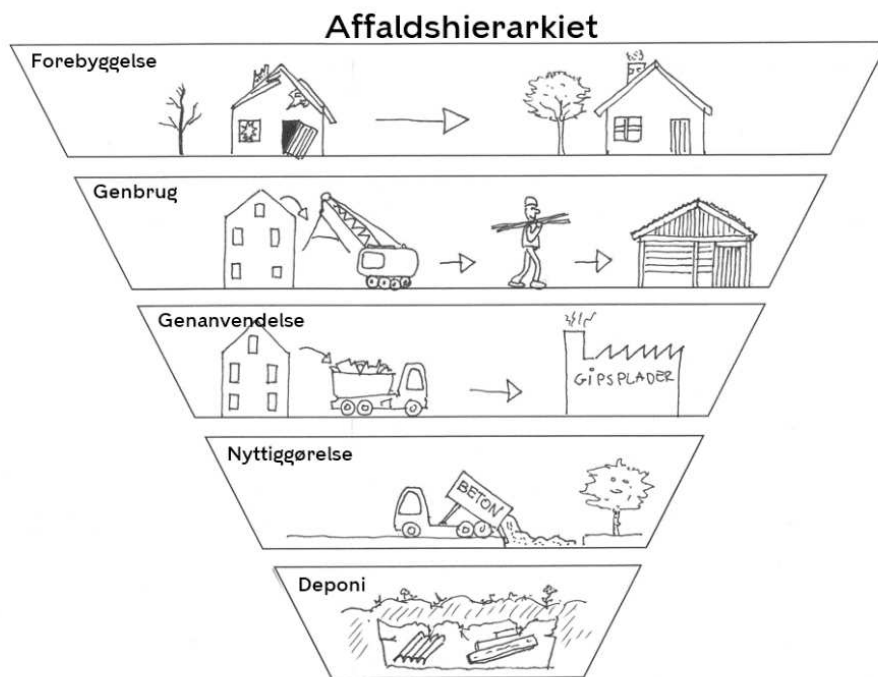 Affaldshierarkiet
Forebyggelse
Genbrug
Genanvendelse
GiPSPLADER
Nyttiggørelse
BETON
Deponi